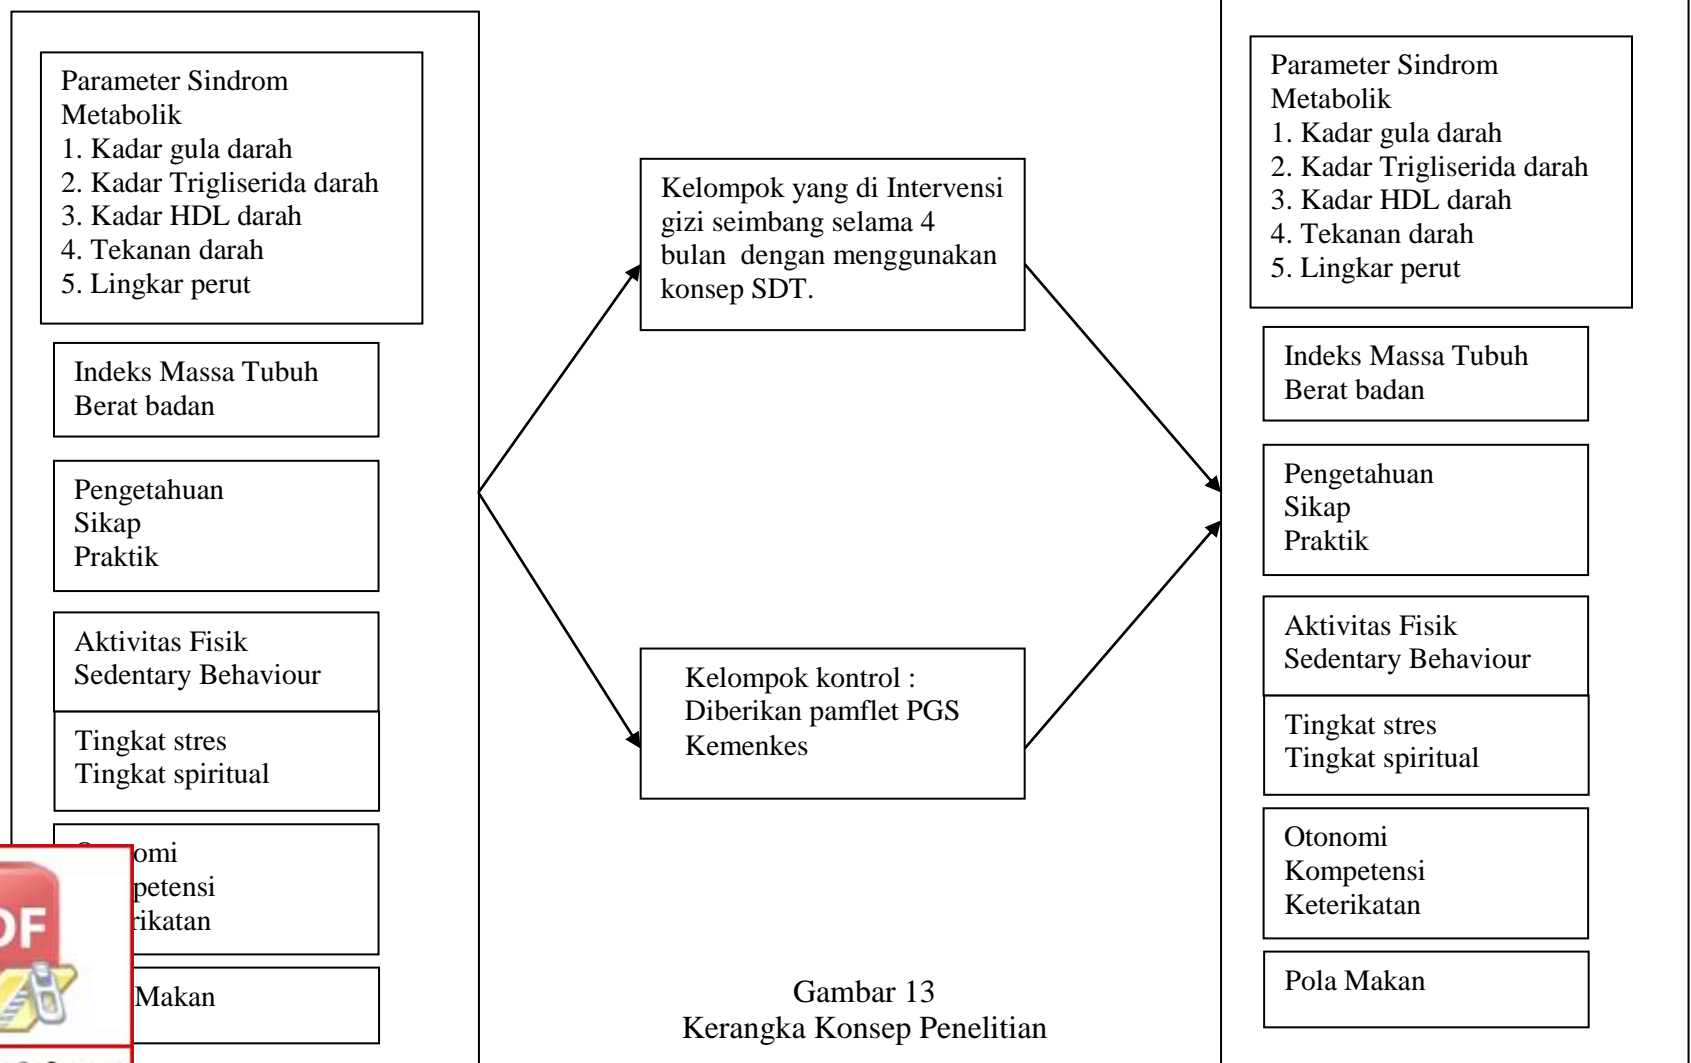 Parameter Sindrom
Metabolik
1. Kadar gula darah
2. Kadar Trigliserida darah
3. Kadar HDL darah
4. Tekanan darah
5. Lingkar perut
Indeks Massa Tubuh
Berat badan
Pengetahuan
Sikap
Praktik
Aktivitas Fisik
Sedentary Behaviour
Tingkat stres
Tingkat spiritual
omi
petensi
rikatan
Makan
Kelompok yang di Intervensi
gizi seimbang selama 4
bulan dengan menggunakan
konsep SDT.
Kelompok kontrol :
Diberikan pamflet PGS
Kemenkes
Gambar 13
Kerangka Konsep Penelitian
Parameter Sindrom
Metabolik
1. Kadar gula darah
2. Kadar Trigliserida darah
3. Kadar HDL darah
4. Tekanan darah
5. Lingkar perut
Indeks Massa Tubuh
Berat badan
Pengetahuan
Sikap
Praktik
Aktivitas Fisik
Sedentary Behaviour
Tingkat stres
Tingkat spiritual
Otonomi
Kompetensi
Keterikatan
Pola Makan